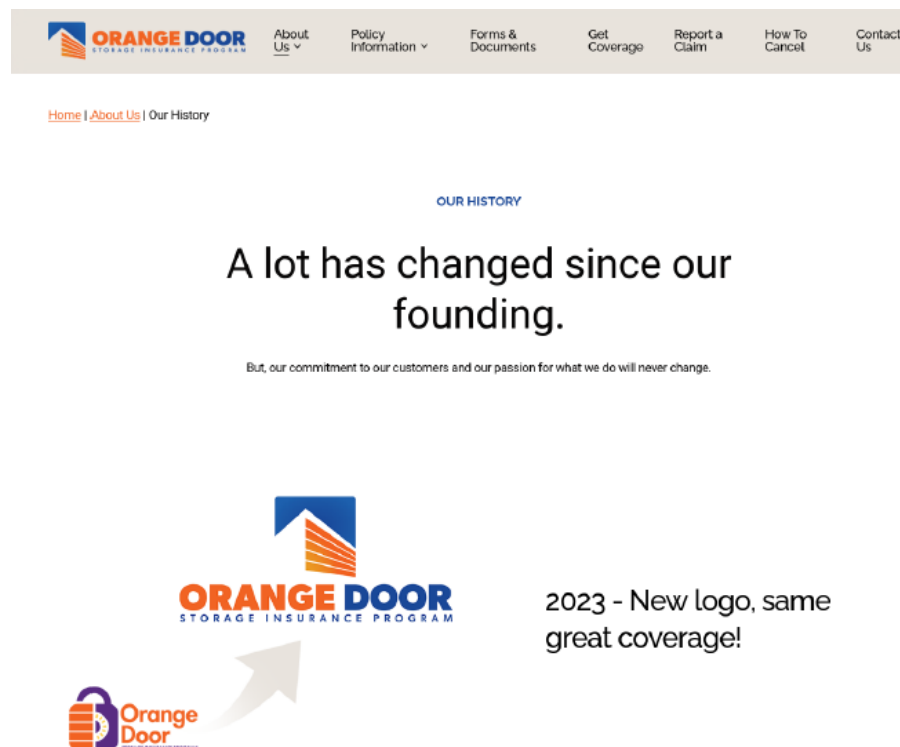 ORANGE DOOR
STORAGE INSURANCE PROGRAM
About
Us
Policy
Information
Forms &
Documents
Get
Coverage
Report a
Claim
How To
Cancel
Contact
Us
Home | About Us | Our History
OUR HISTORY
A lot has changed since our
founding.
But, our commitment to our customers and our passion for what we do will never change.
ORANGE DOOR
STORAGE INSURANCE PROGRAM
2023 - New logo, same
great coverage!
Orange
Door